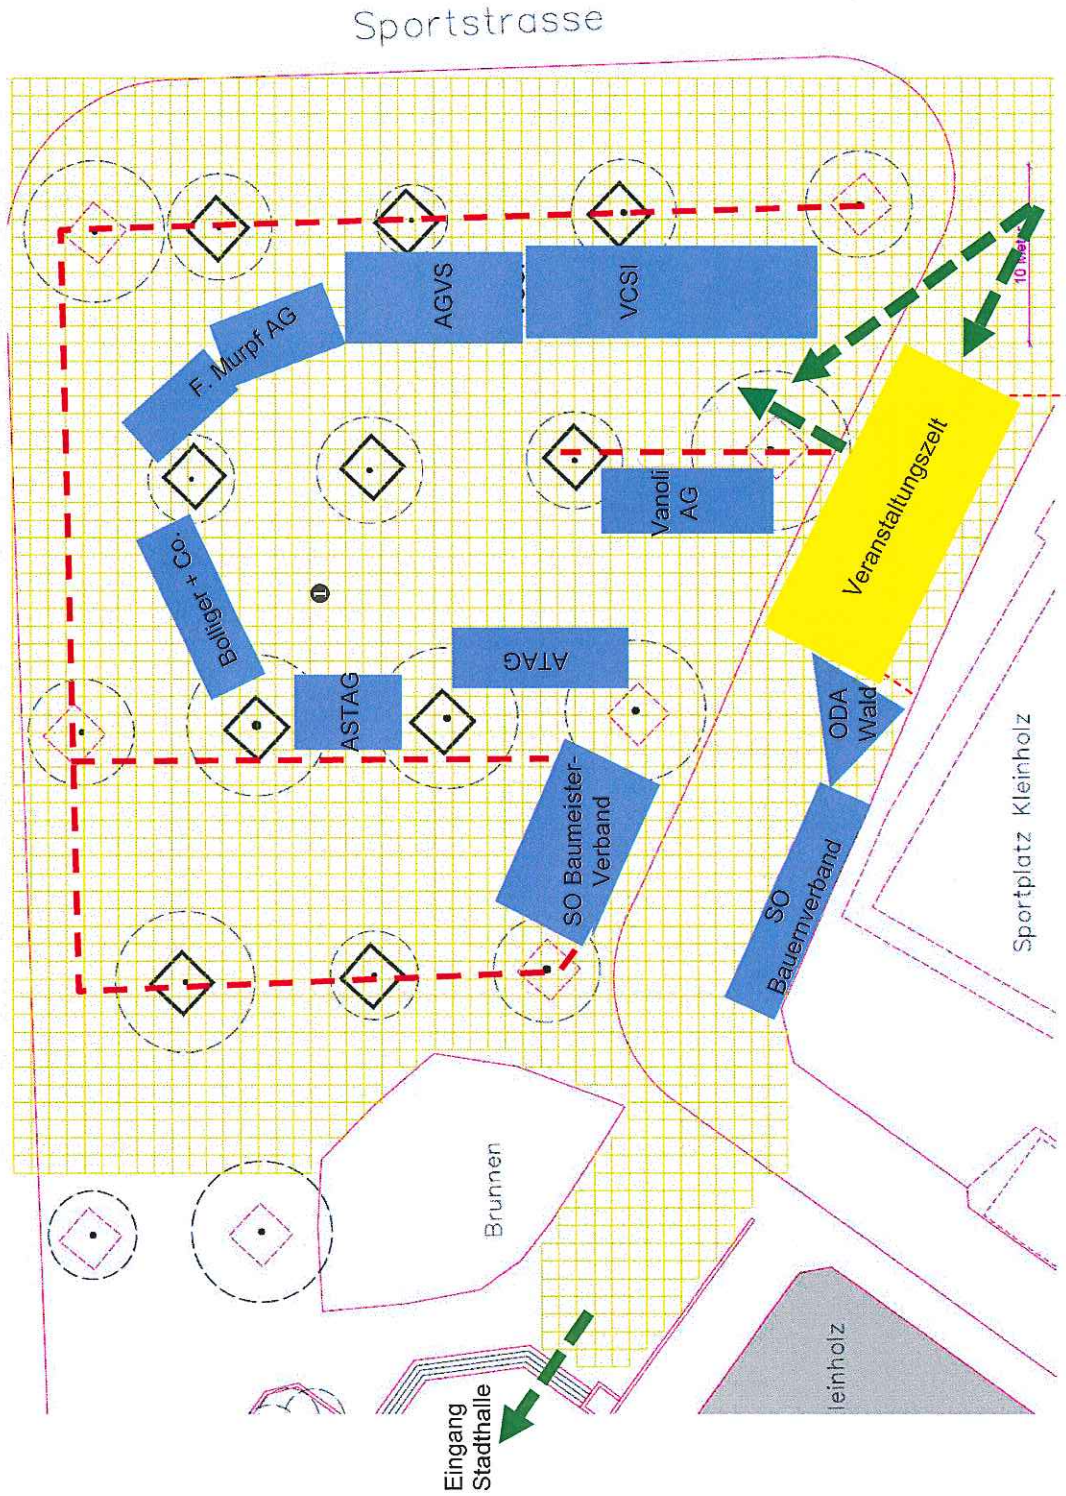 Sportstrasse
10 Meter
AGVS
VCSI
F. Murpf AG
Vanoli
AG
Veranstaltungszelt
Bolliger + Co.
1
ATAG
ASTAG
ODA
Wald
SO Baumeister-
Verband
SO
Bauernverband
Sportplatz Kleinholz
Brunnen
leinholz
Eingang
Stadthalle